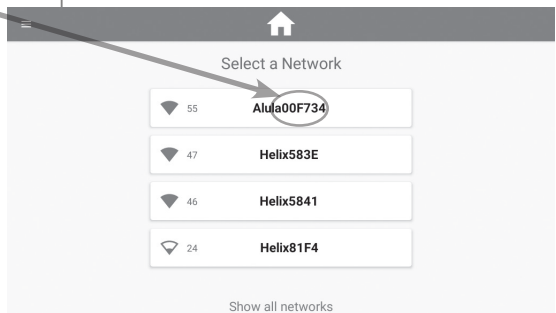 Select a Network
55 Alula00F734
47 Helix583E
46 Helix5841
24 Helix81F4
Show all networks